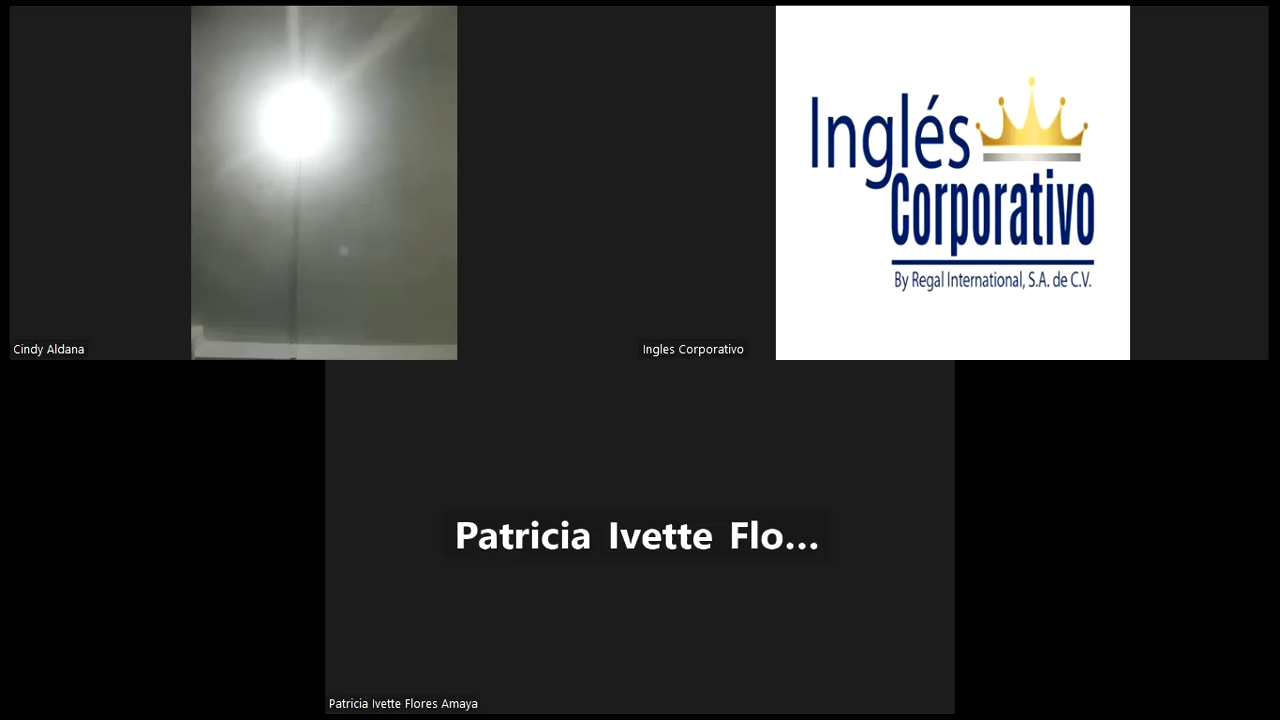 Inglés
Corporativo
By Regal International, S.A. de C.V.
Cindy Aldana
Ingles Corporativo
Patricia Ivette Flo...
Patricia Ivette Flores Amaya